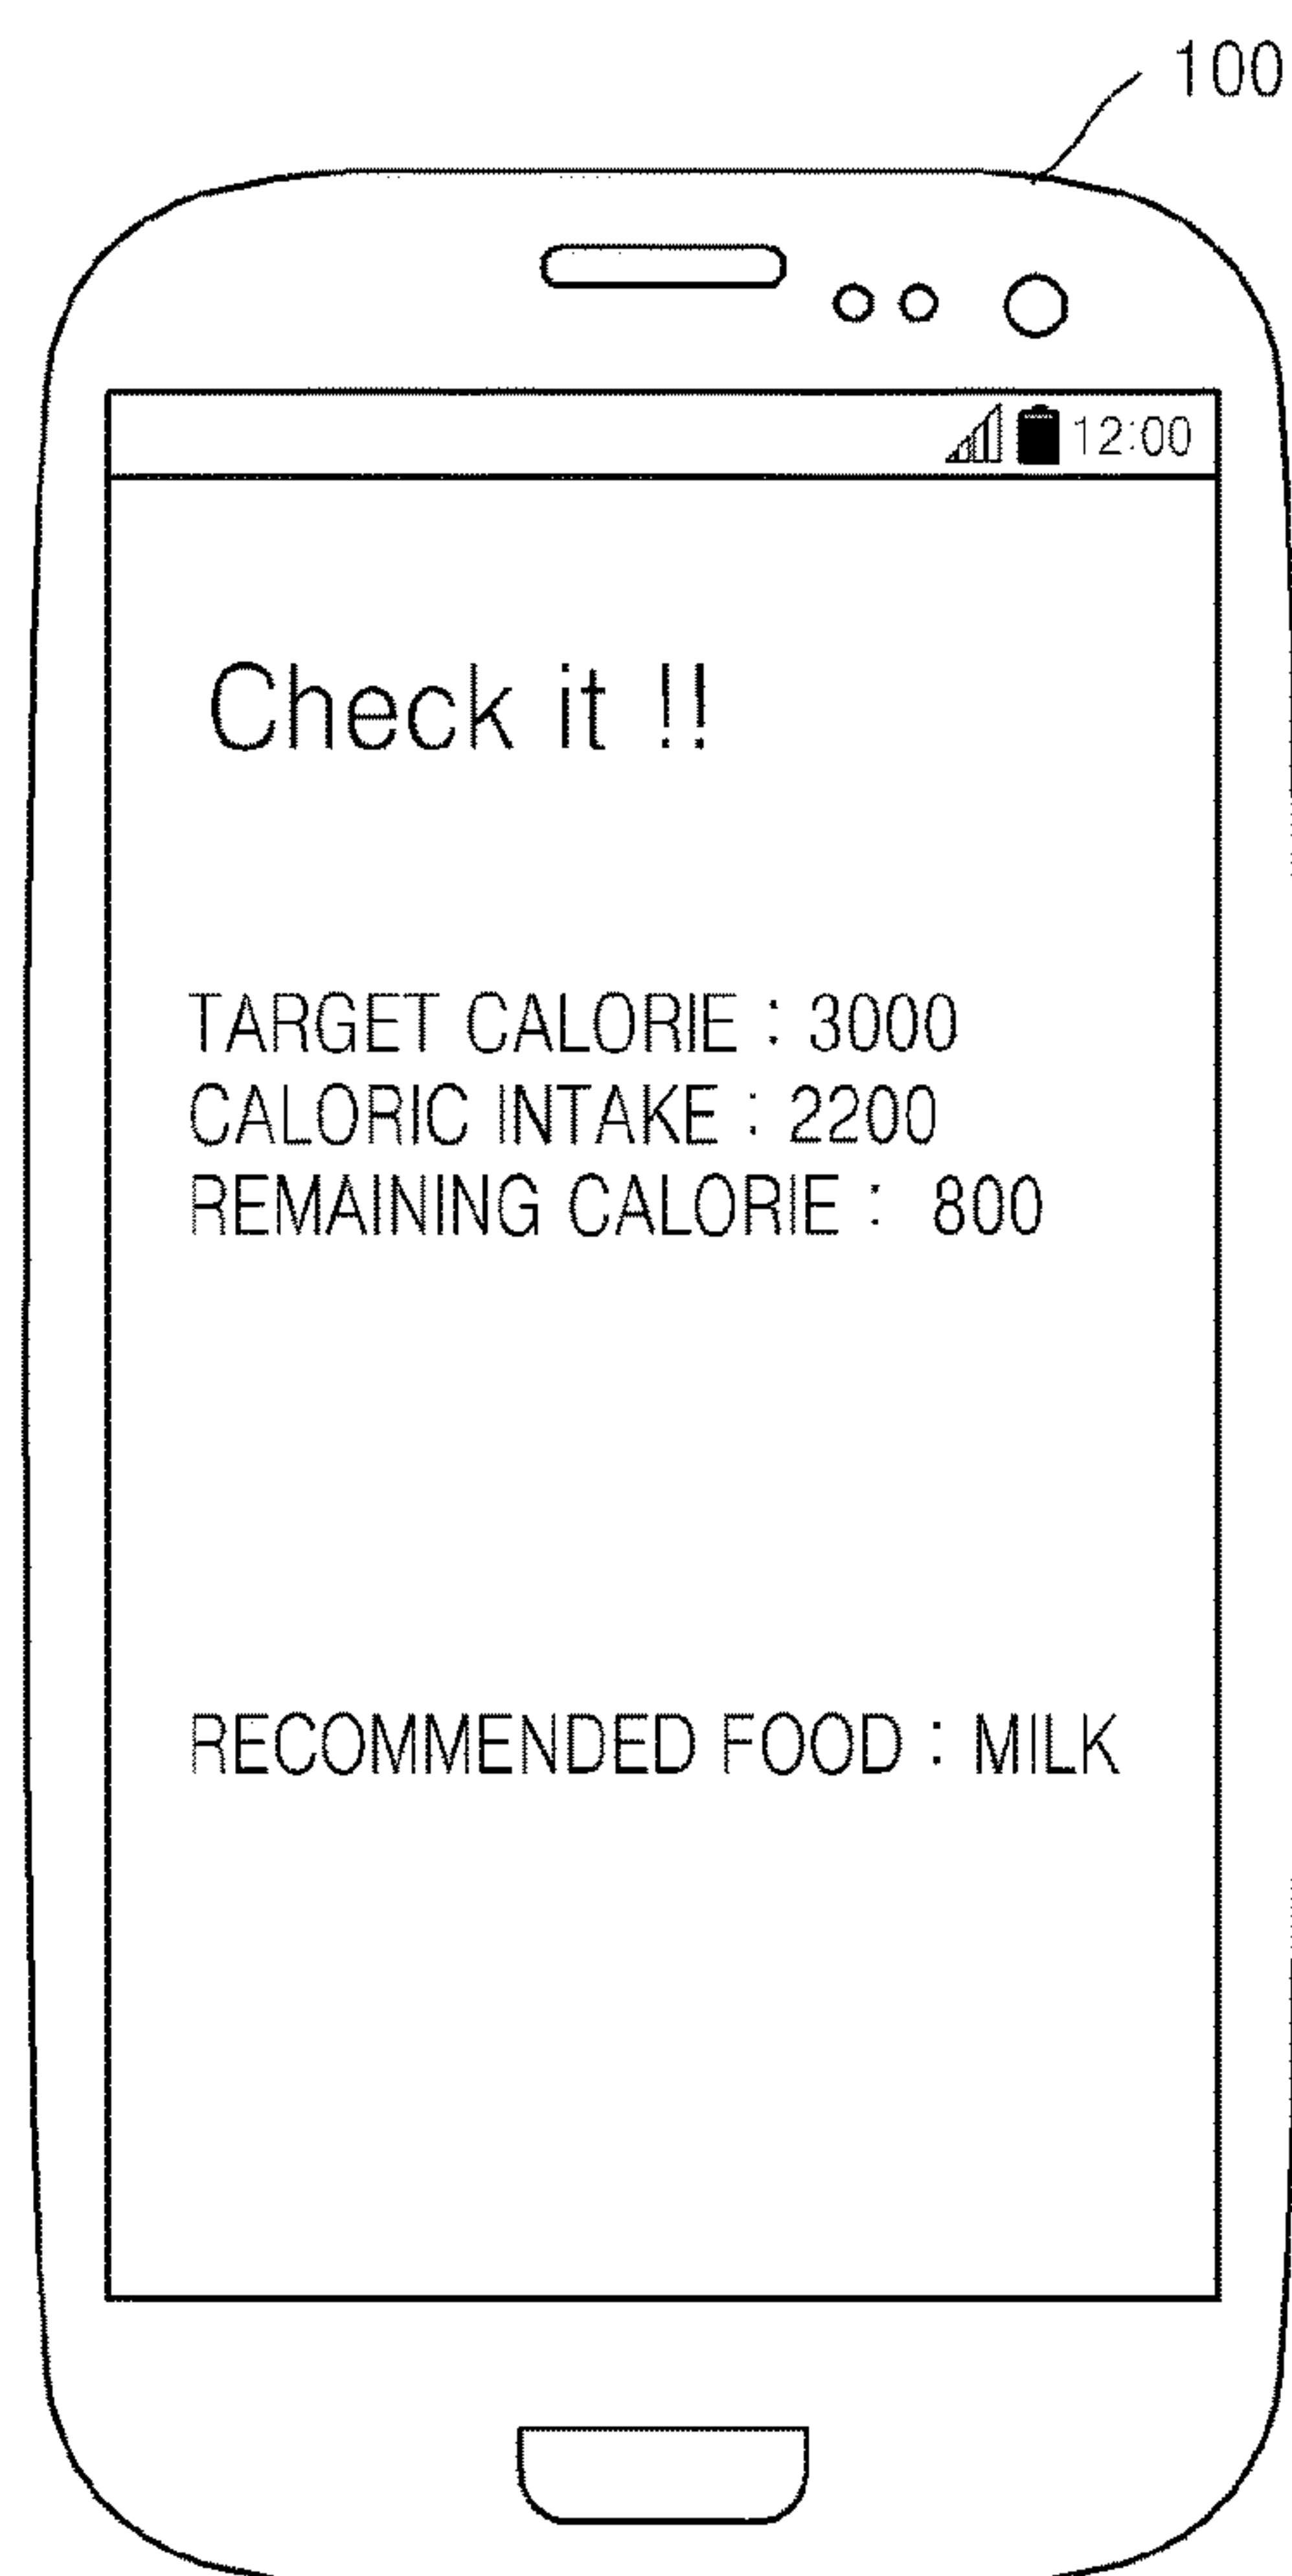 100
12:00
Check it !!
TARGET CALORIE : 3000
CALORIC INTAKE : 2200
REMAINING CALORIE : 800
RECOMMENDED FOOD : MILK